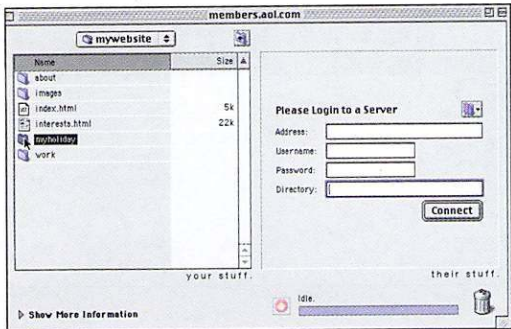 members.aol.com
mywebsite
Name Size
about
images
index.html 5k
interests.html 22k
myholiday
work
your stuff.
Please Login to a Server
Address:
Username:
Password:
Directory:
Connect
their stuff.
Idle.
Show More Information